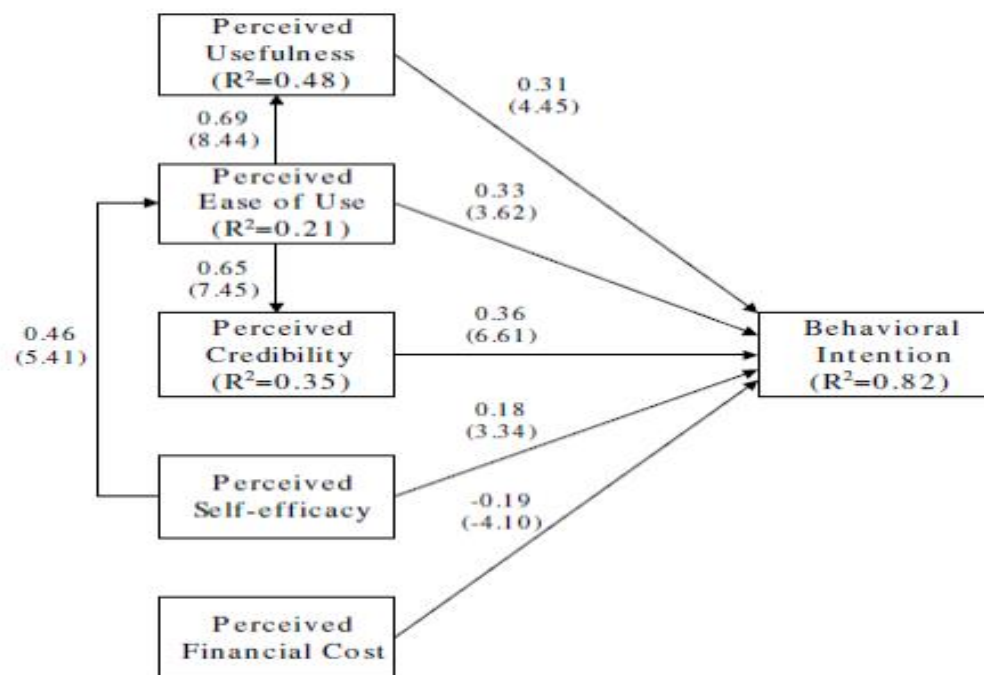 Perceived
Usefulness
(R²=0.48)
0.31
(4.45)
0.69
(8.44)
Perceived
Ease of Use
(R²=0.21)
0.33
(3.62)
0.65
(7.45)
0.46
(5.41)
Perceived
Credibility
(R²=0.35)
0.36
(6.61)
Behavioral
Intention
(R²=0.82)
0.18
(3.34)
Perceived
Self-efficacy
-0.19
(-4.10)
Perceived
Financial Cost